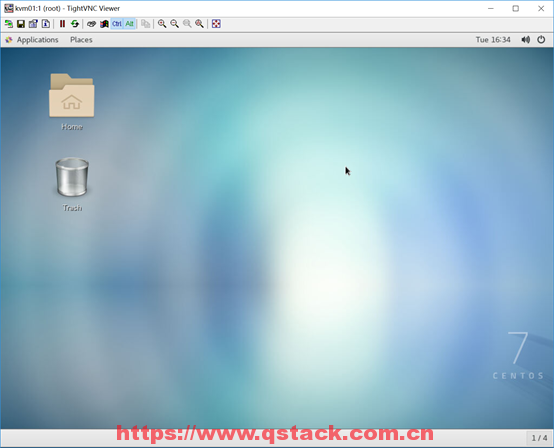 kvm01:1 (root) - TightVNC Viewer
Ctrl Alt
Applications Places Tue 16:34
Home
Trash
7
CENTOS
https://www.qstack.com.cn
1 / 4